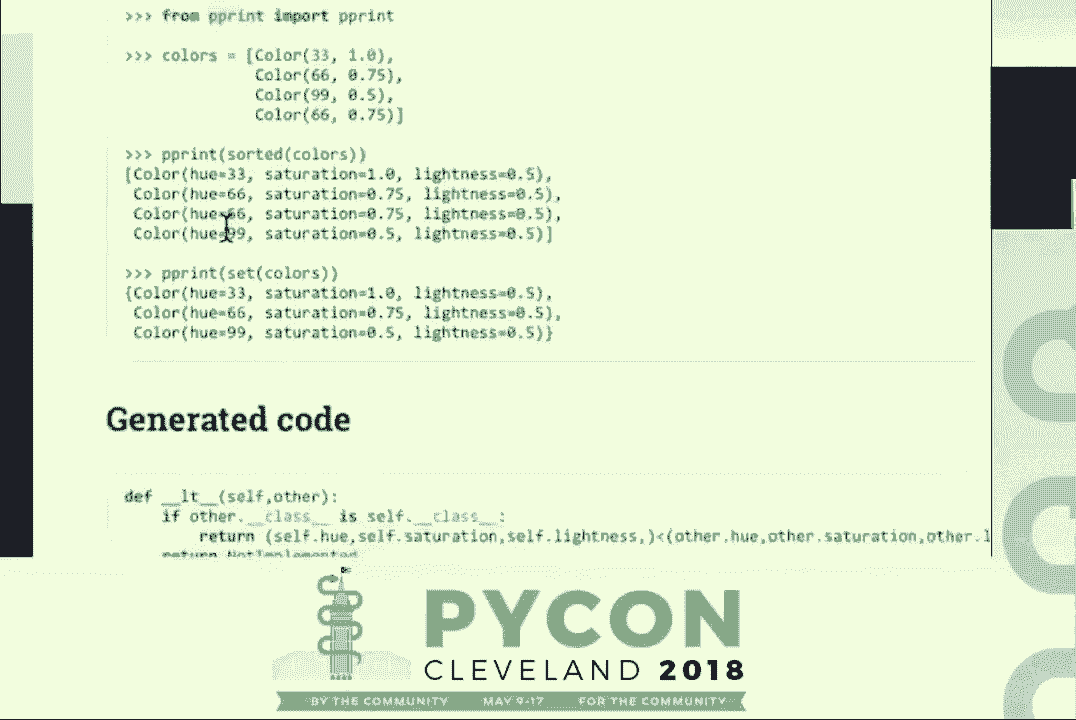 >>> from pprint import pprint
>>> colors = [Color(33, 1.0),
              Color(66, 0.75),
              Color(99, 0.5),
              Color(66, 0.75)]
>>> pprint(sorted(colors))
[Color(hue=33, saturation=1.0, lightness=0.5),
 Color(hue=66, saturation=0.75, lightness=0.5),
 Color(hue=66, saturation=0.75, lightness=0.5),
 Color(hue=99, saturation=0.5, lightness=0.5)]
>>> pprint(set(colors))
{Color(hue=33, saturation=1.0, lightness=0.5),
 Color(hue=66, saturation=0.75, lightness=0.5),
 Color(hue=99, saturation=0.5, lightness=0.5)}
Generated code
def __lt__(self,other):
    if other.__class__ is self.__class__:
        return (self.hue,self.saturation,self.lightness,)<(other.hue,other.saturation,other.l
    return NotImplemented
PYCON
CLEVELAND 2018
BY THE COMMUNITY MAY 9-17 FOR THE COMMUNITY